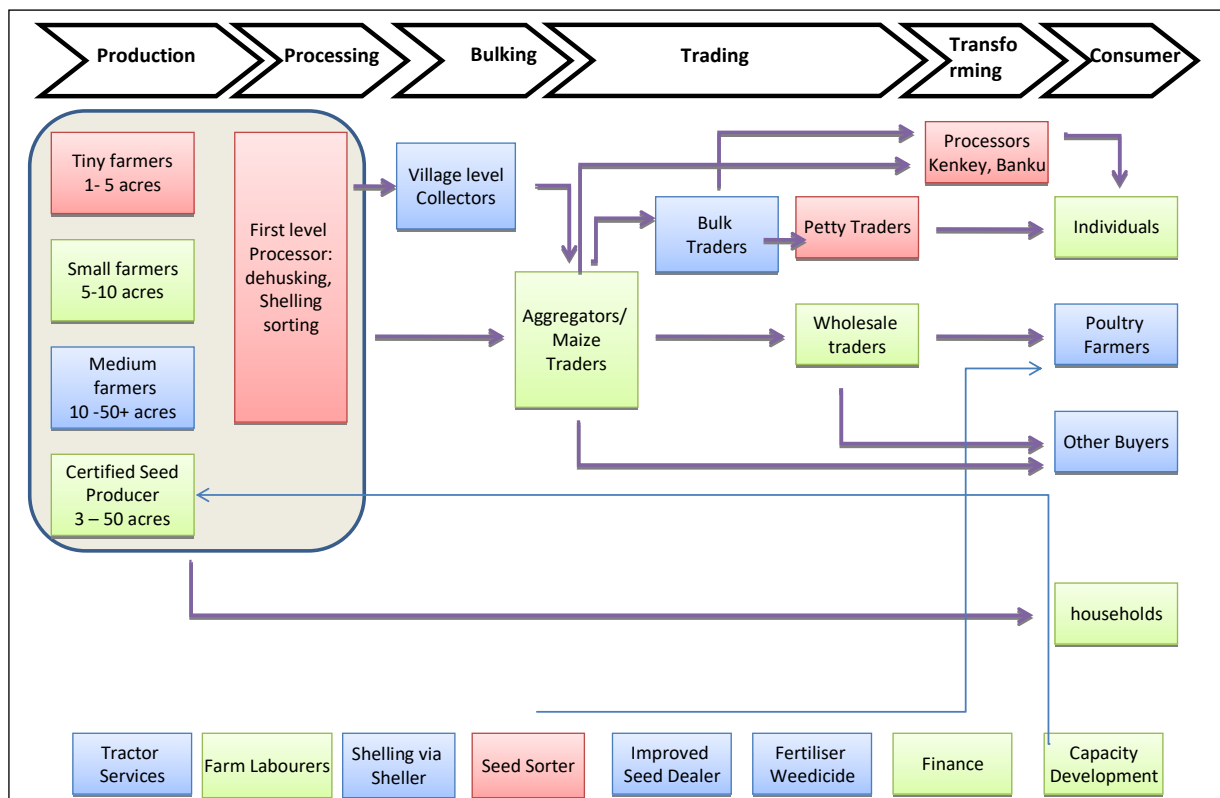 Production
Processing
Bulking
Trading
Transfo
rming
Consumer
Tiny farmers
1- 5 acres
Small farmers
5-10 acres
Medium
farmers
10 -50+ acres
Certified Seed
Producer
3 – 50 acres
First level
Processor:
dehusking,
Shelling
sorting
Village level
Collectors
Aggregators/
Maize
Traders
Bulk
Traders
Petty Traders
Wholesale
traders
Processors
Kenkey, Banku
Individuals
Poultry
Farmers
Other Buyers
households
Tractor
Services
Farm Labourers
Shelling via
Sheller
Seed Sorter
Improved
Seed Dealer
Fertiliser
Weedicide
Finance
Capacity
Development